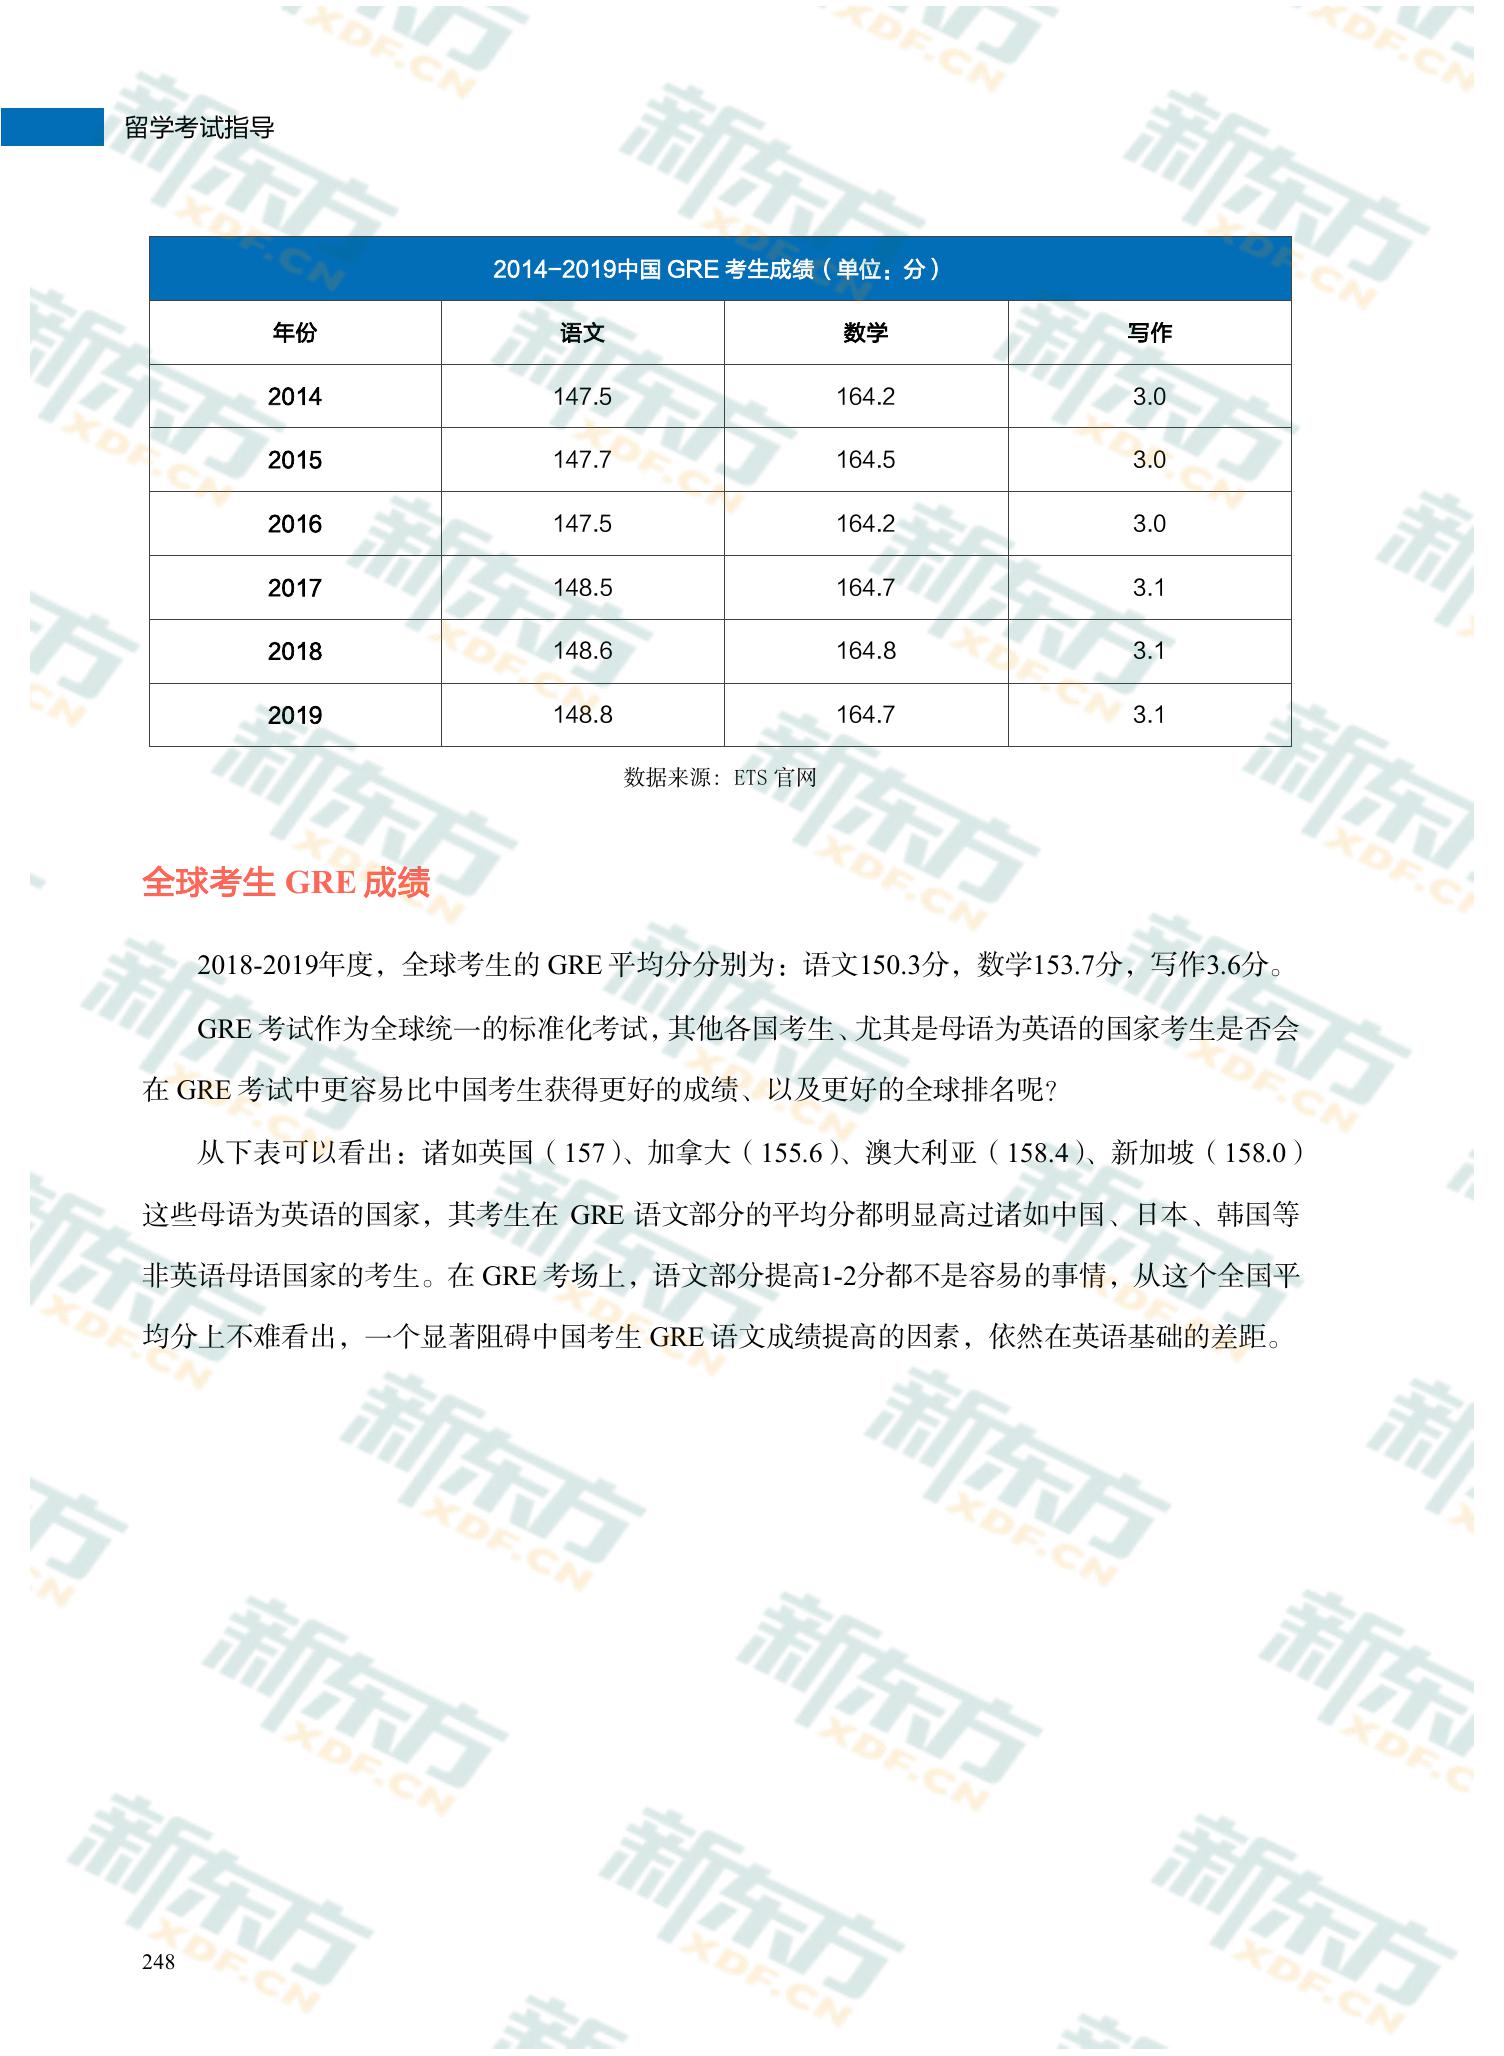 留学考试指导
2014-2019中国 GRE 考生成绩（单位：分）
年份 语文 数学 写作
2014 147.5 164.2 3.0
2015 147.7 164.5 3.0
2016 147.5 164.2 3.0
2017 148.5 164.7 3.1
2018 148.6 164.8 3.1
2019 148.8 164.7 3.1
数据来源：ETS 官网
全球考生 GRE 成绩
2018-2019年度，全球考生的 GRE 平均分分别为：语文150.3分，数学153.7分，写作3.6分。
GRE 考试作为全球统一的标准化考试，其他各国考生、尤其是母语为英语的国家考生是否会
在 GRE 考试中更容易比中国考生获得更好的成绩、以及更好的全球排名呢？
从下表可以看出：诸如英国（157）、加拿大（155.6）、澳大利亚（158.4）、新加坡（158.0）
这些母语为英语的国家，其考生在 GRE 语文部分的平均分都明显高过诸如中国、日本、韩国等
非英语母语国家的考生。在 GRE 考场上，语文部分提高1-2分都不是容易的事情，从这个全国平
均分上不难看出，一个显著阻碍中国考生 GRE 语文成绩提高的因素，依然在英语基础的差距。
248
新东方
XDF.CN